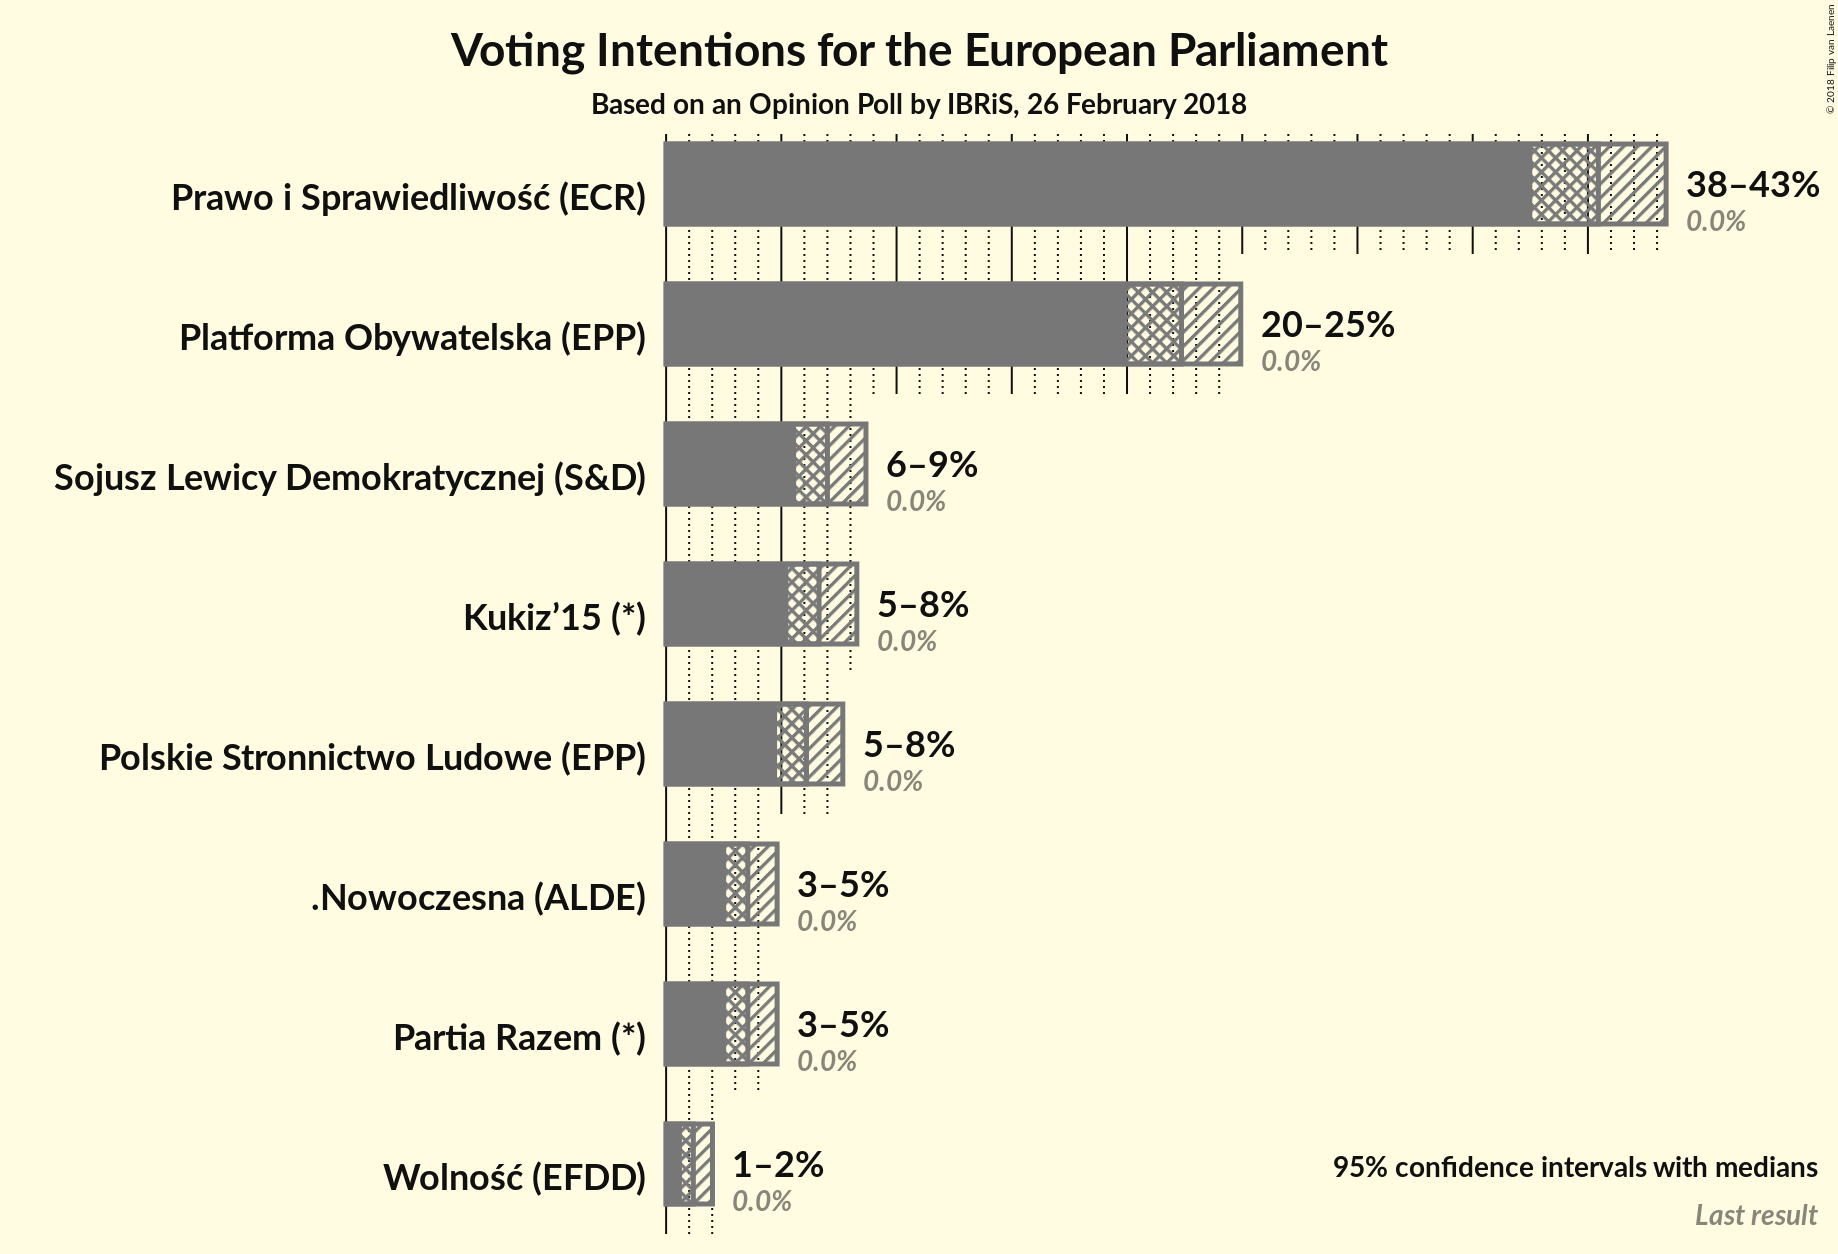 Voting Intentions for the European Parliament
Based on an Opinion Poll by IBRiS, 26 February 2018
© 2018 Filip van Laenen
Prawo i Sprawiedliwość (ECR)
38–43%
0.0%
Platforma Obywatelska (EPP)
20–25%
0.0%
Sojusz Lewicy Demokratycznej (S&D)
6–9%
0.0%
Kukiz’15 (*)
5–8%
0.0%
Polskie Stronnictwo Ludowe (EPP)
5–8%
0.0%
.Nowoczesna (ALDE)
3–5%
0.0%
Partia Razem (*)
3–5%
0.0%
Wolność (EFDD)
1–2%
0.0%
95% confidence intervals with medians
Last result